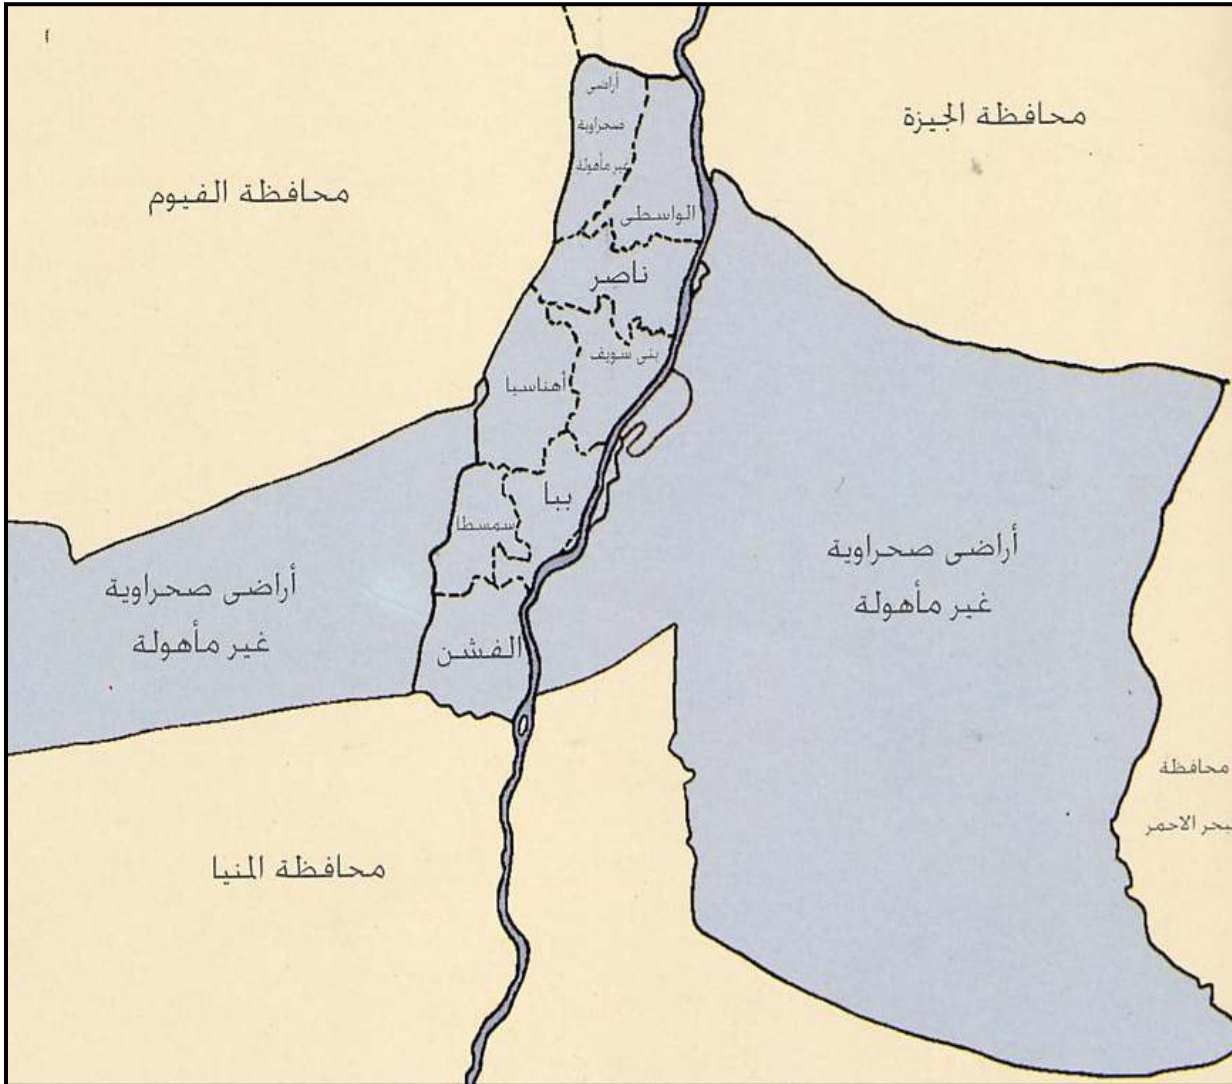 أراضى
صحراوية
غير مأهولة
محافظة الجيزة
محافظة الفيوم
الواسطى
ناصر
بنى سويف
أهناسيا
ببا
سمسطا
أراضى صحراوية
غير مأهولة
أراضى صحراوية
غير مأهولة
الفشن
محافظة
بحر الاحمر
محافظة المنيا